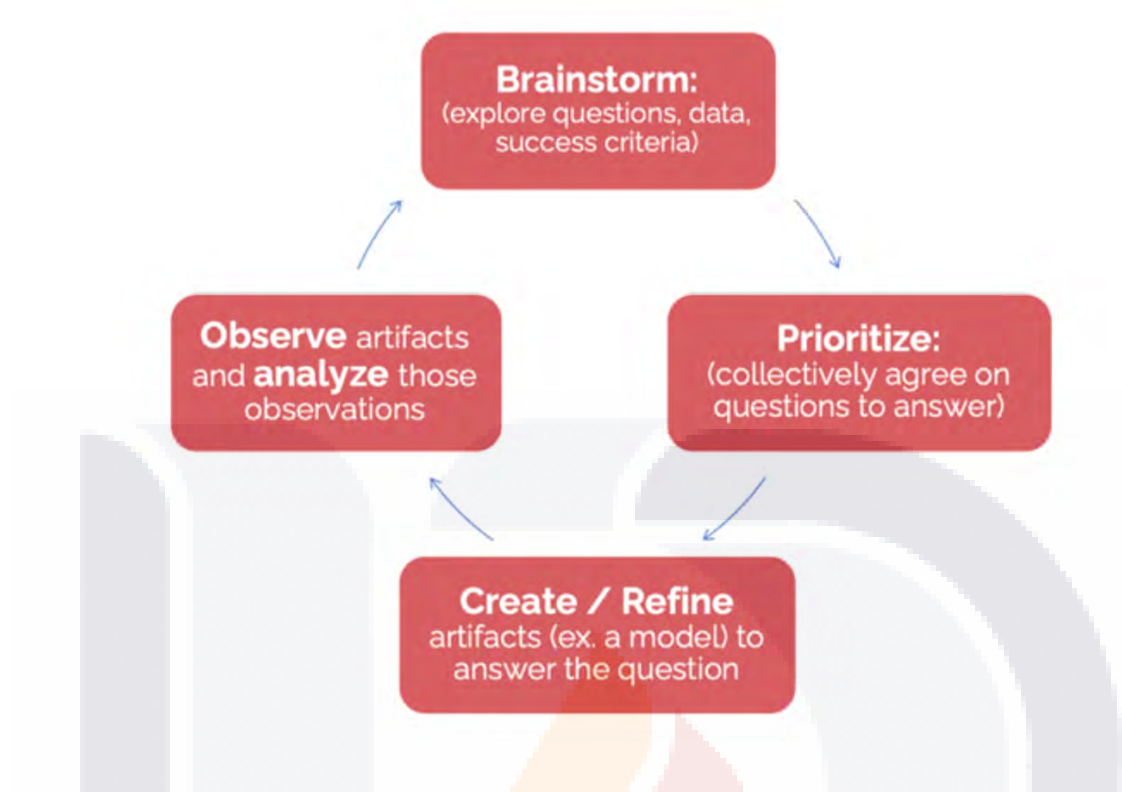 Brainstorm:
(explore questions, data,
success criteria)
Prioritize:
(collectively agree on
questions to answer)
Create / Refine
artifacts (ex. a model) to
answer the question
Observe artifacts
and analyze those
observations